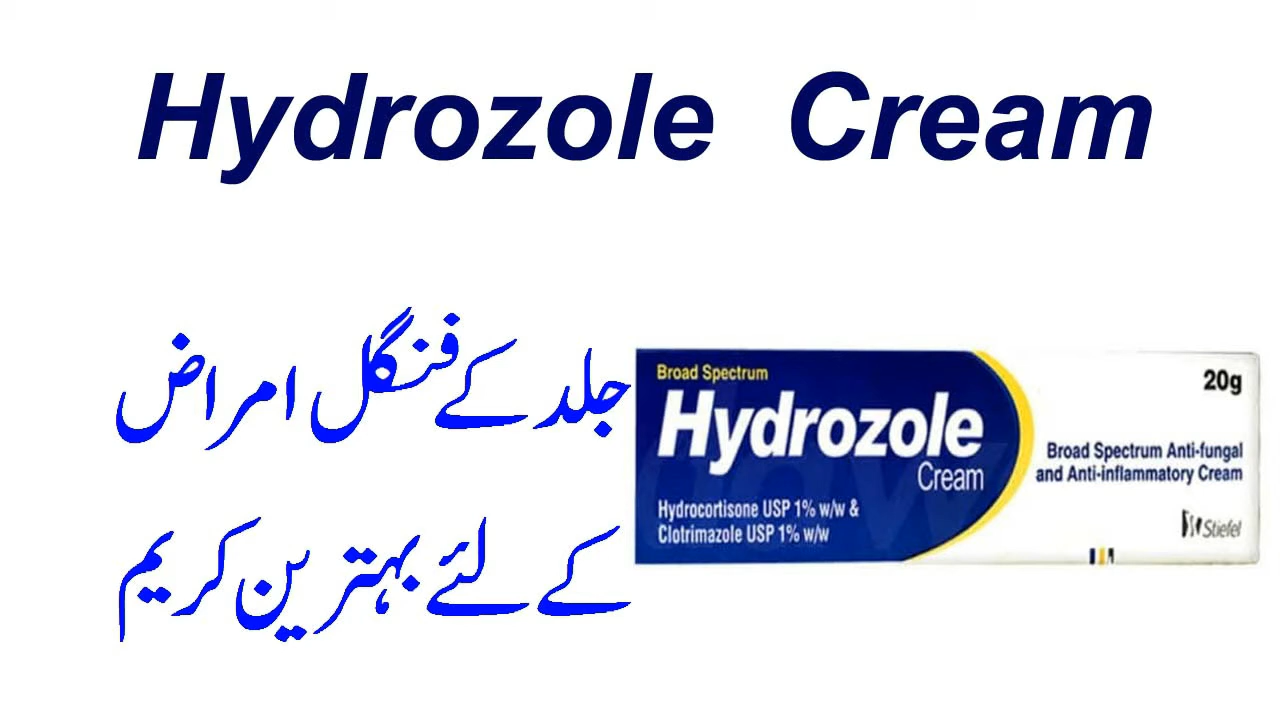 Hydrozole Cream
جلد کے فنگل امراض
کے لئے بہترین کریم
Broad Spectrum
Hydrozole
Cream
Hydrocortisone USP 1% w/w &
Clotrimazole USP 1% w/w
20g
Broad Spectrum Anti-fungal
and Anti-inflammatory Cream
Stiefel